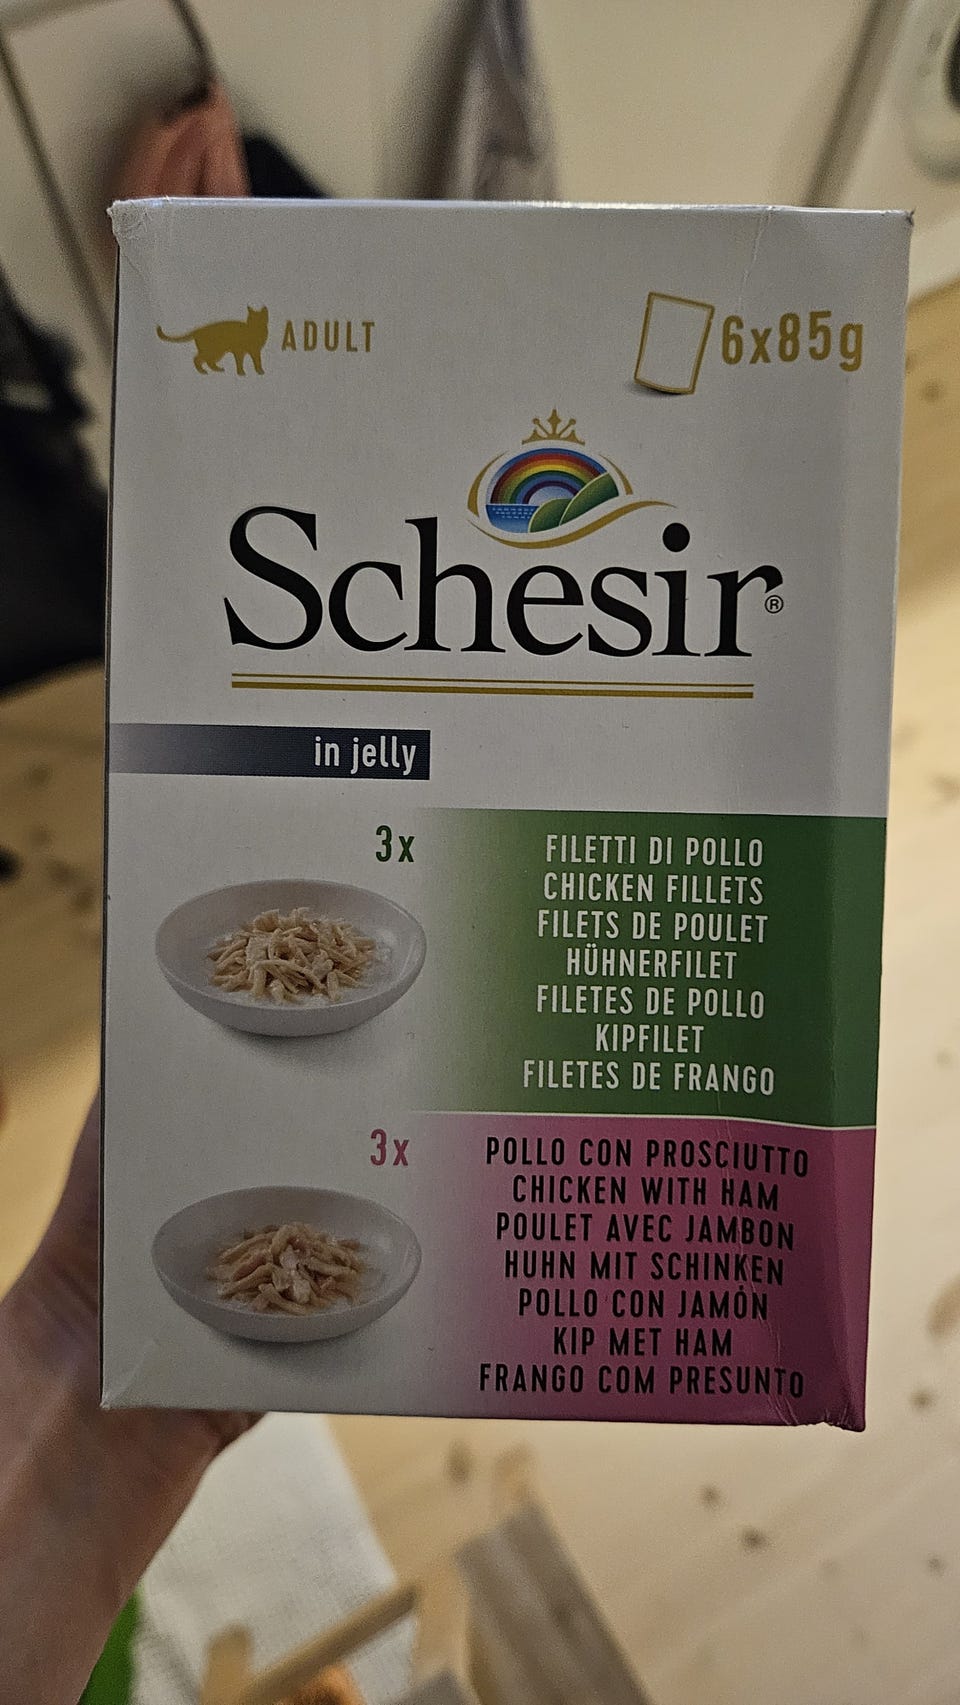 ADULT
6x85g
Schesir®
in jelly
3x
FILETTI DI POLLO
CHICKEN FILLETS
FILETS DE POULET
HÜHNERFILET
FILETES DE POLLO
KIPFILET
FILETES DE FRANGO
3x
POLLO CON PROSCIUTTO
CHICKEN WITH HAM
POULET AVEC JAMBON
HUHN MIT SCHINKEN
POLLO CON JAMÓN
KIP MET HAM
FRANGO COM PRESUNTO